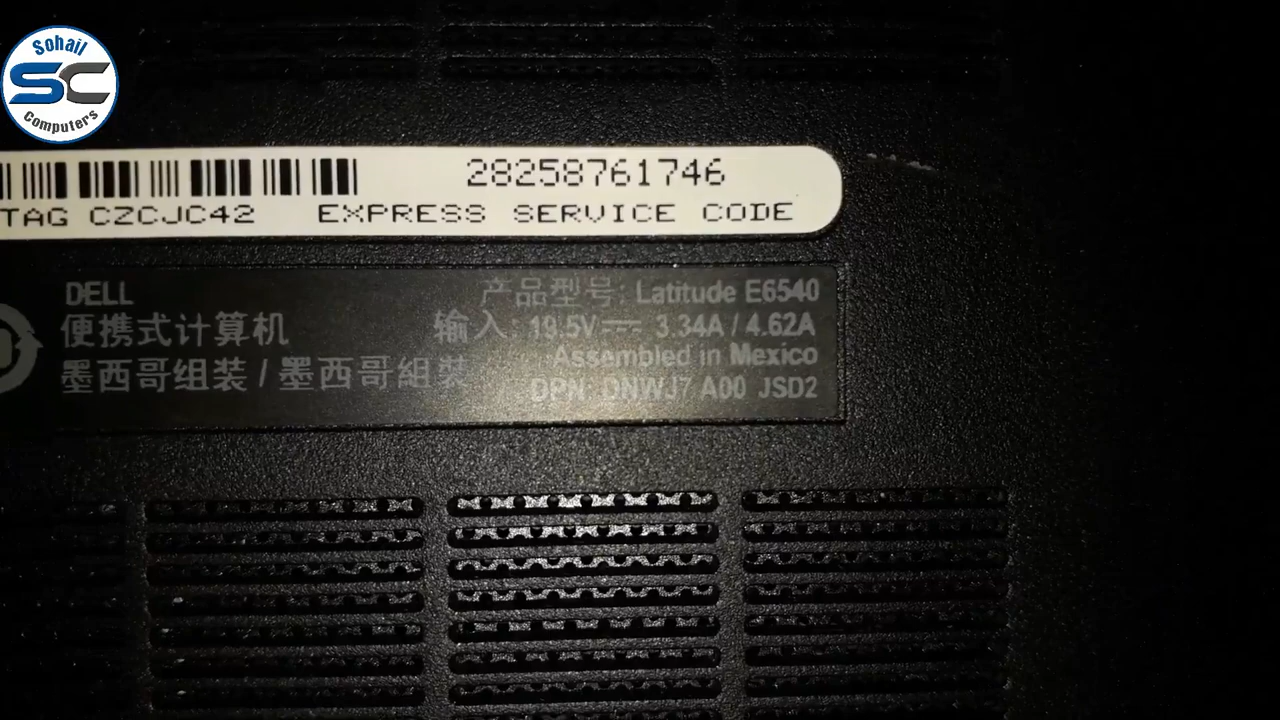 Sohail
SC
Computers
28258761746
TAG CZCJC42 EXPRESS SERVICE CODE
DELL
产品型号: Latitude E6540
便携式计算机
输入: 19.5V 3.34A / 4.62A
Assembled in Mexico
墨西哥组装 / 墨西哥組裝
DPN: DNWJ7 A00 JSD2